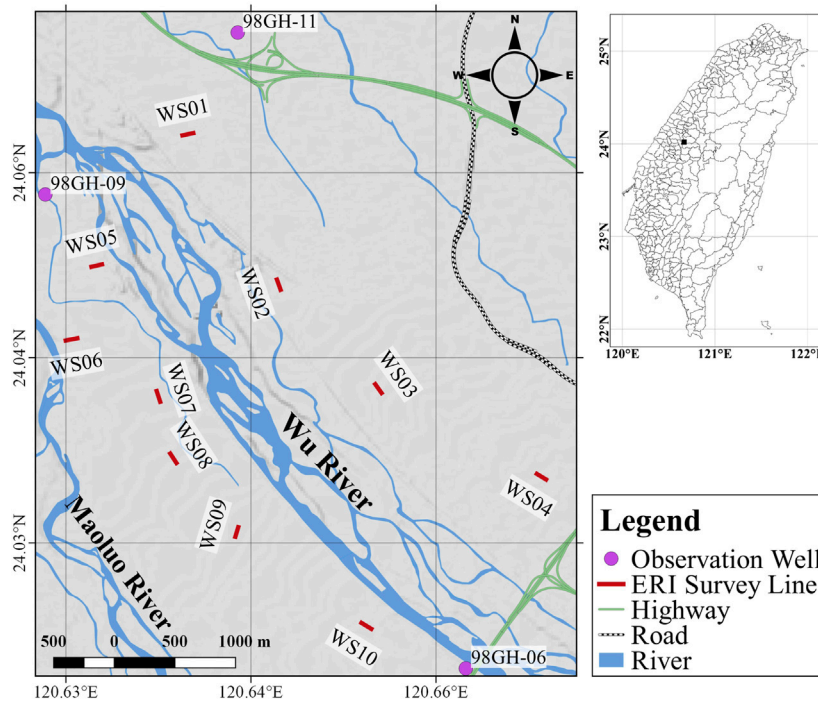 98GH-11
N
W
E
S
WS01
24.06°N
98GH-09
WS05
WS02
24.04°N
WS06
WS03
WS07
Wu River
WS08
WS04
WS09
Maoluo River
24.03°N
500 0 500 1000 m
WS10
98GH-06
120.63°E 120.64°E 120.66°E
25°N
24°N
23°N
22°N
120°E 121°E 122°
Legend
Observation Well
ERI Survey Line
Highway
Road
River